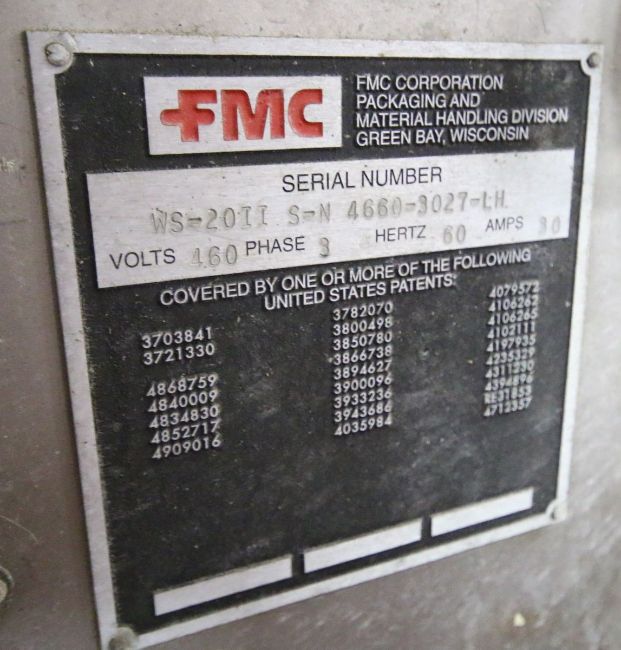 FMC
FMC CORPORATION
PACKAGING AND
MATERIAL HANDLING DIVISION
GREEN BAY, WISCONSIN
SERIAL NUMBER
WS-20II S-N 4660-3027-LH
VOLTS 460 PHASE 3 HERTZ 60 AMPS 30
COVERED BY ONE OR MORE OF THE FOLLOWING
UNITED STATES PATENTS:
3703841
3721330
4868759
4840009
4834830
4852717
4909016
3782070
3800498
3850780
3866738
3894627
3900096
3933236
3943686
4035984
4079572
4106262
4106265
4102111
4197935
4235329
4311230
4394898
RE31855
4712357